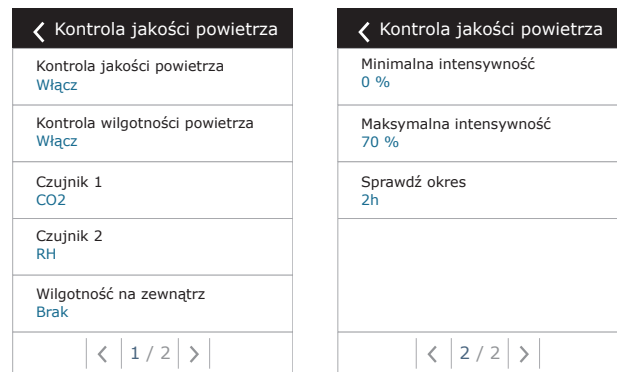 Kontrola jakości powietrza
Kontrola jakości powietrza
Włącz
Kontrola wilgotności powietrza
Włącz
Czujnik 1
CO2
Czujnik 2
RH
Wilgotność na zewnątrz
Brak
1 / 2
Kontrola jakości powietrza
Minimalna intensywność
0 %
Maksymalna intensywność
70 %
Sprawdź okres
2h
2 / 2